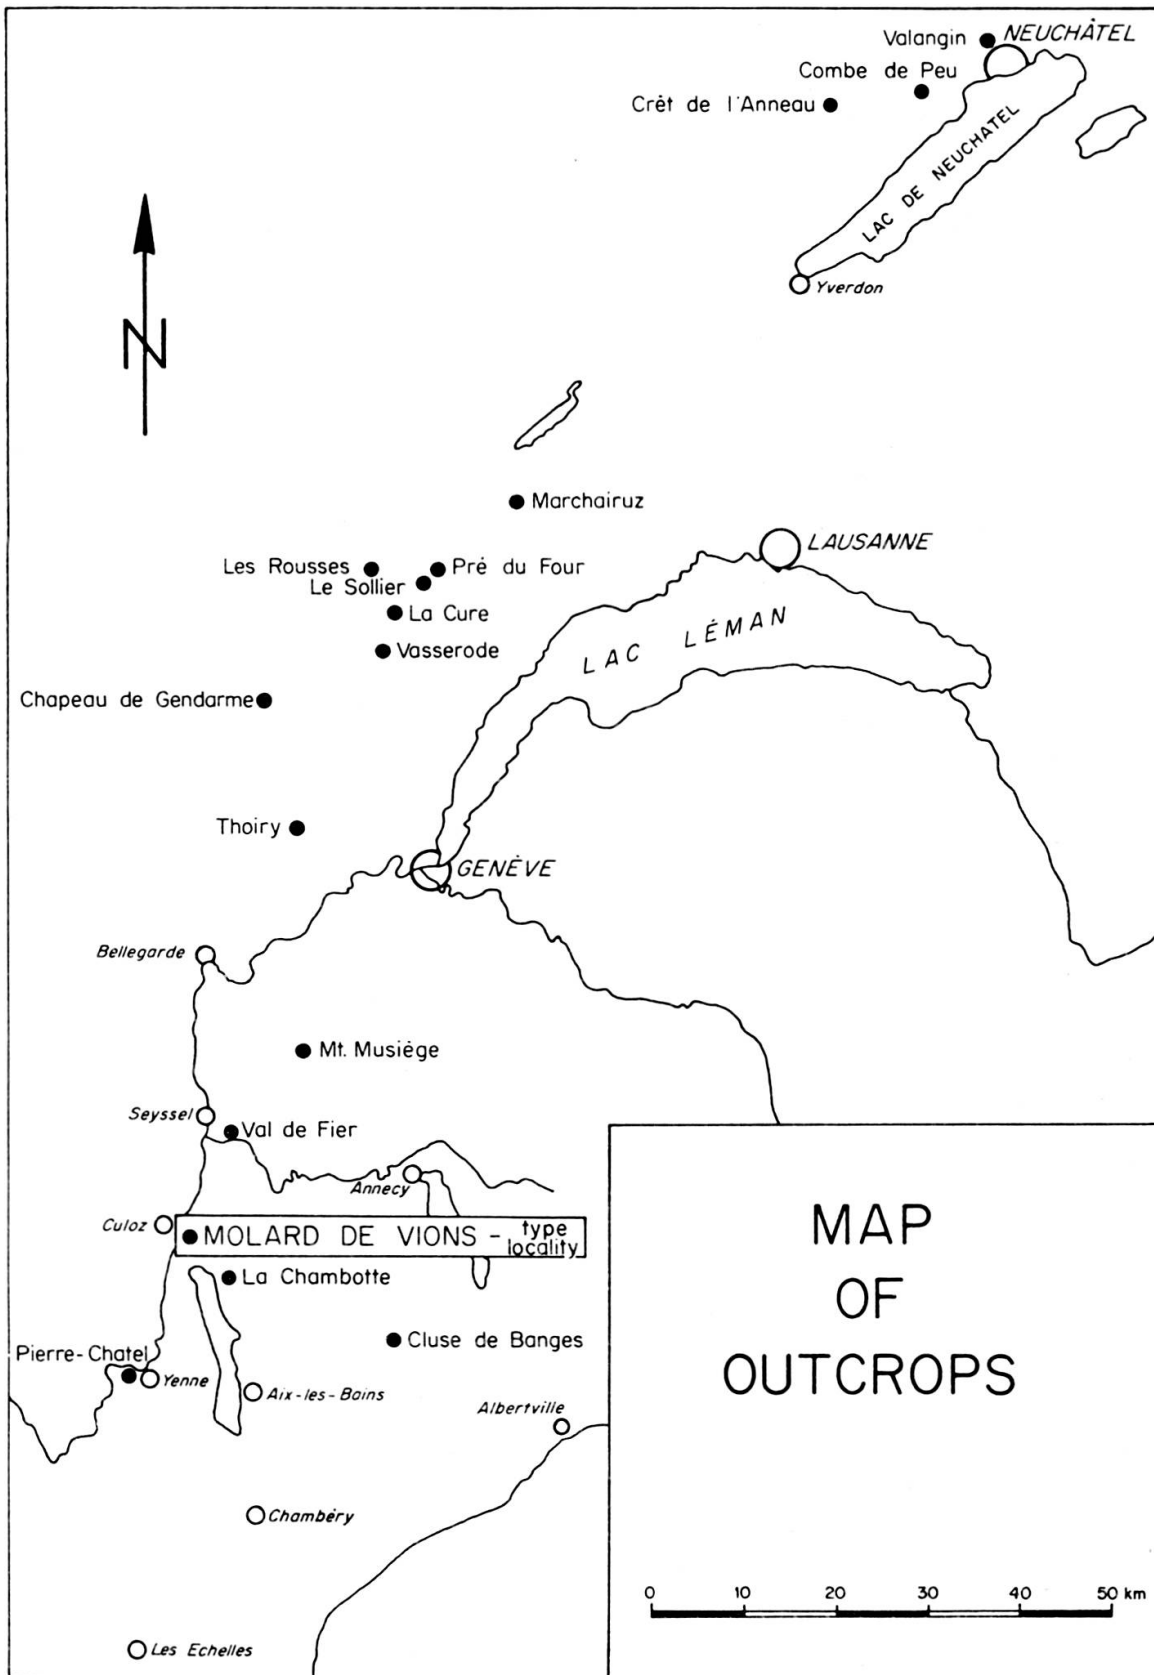 Valangin
NEUCHÂTEL
Combe de Peu
Crêt de l'Anneau
LAC DE NEUCHATEL
Yverdon
N
Marchairuz
LAUSANNE
Les Rousses
Pré du Four
Le Sollier
La Cure
LAC LÉMAN
Vasserode
Chapeau de Gendarme
Thoiry
GENÈVE
Bellegarde
Mt. Musiége
Seyssel
Val de Fier
Annecy
Culoz
MOLARD DE VIONS - type
locality
La Chambotte
Cluse de Banges
Pierre-Chatel
Yenne
Aix-les-Bains
Albertville
Chambéry
Les Echelles
MAP
OF
OUTCROPS
0 10 20 30 40 50 km